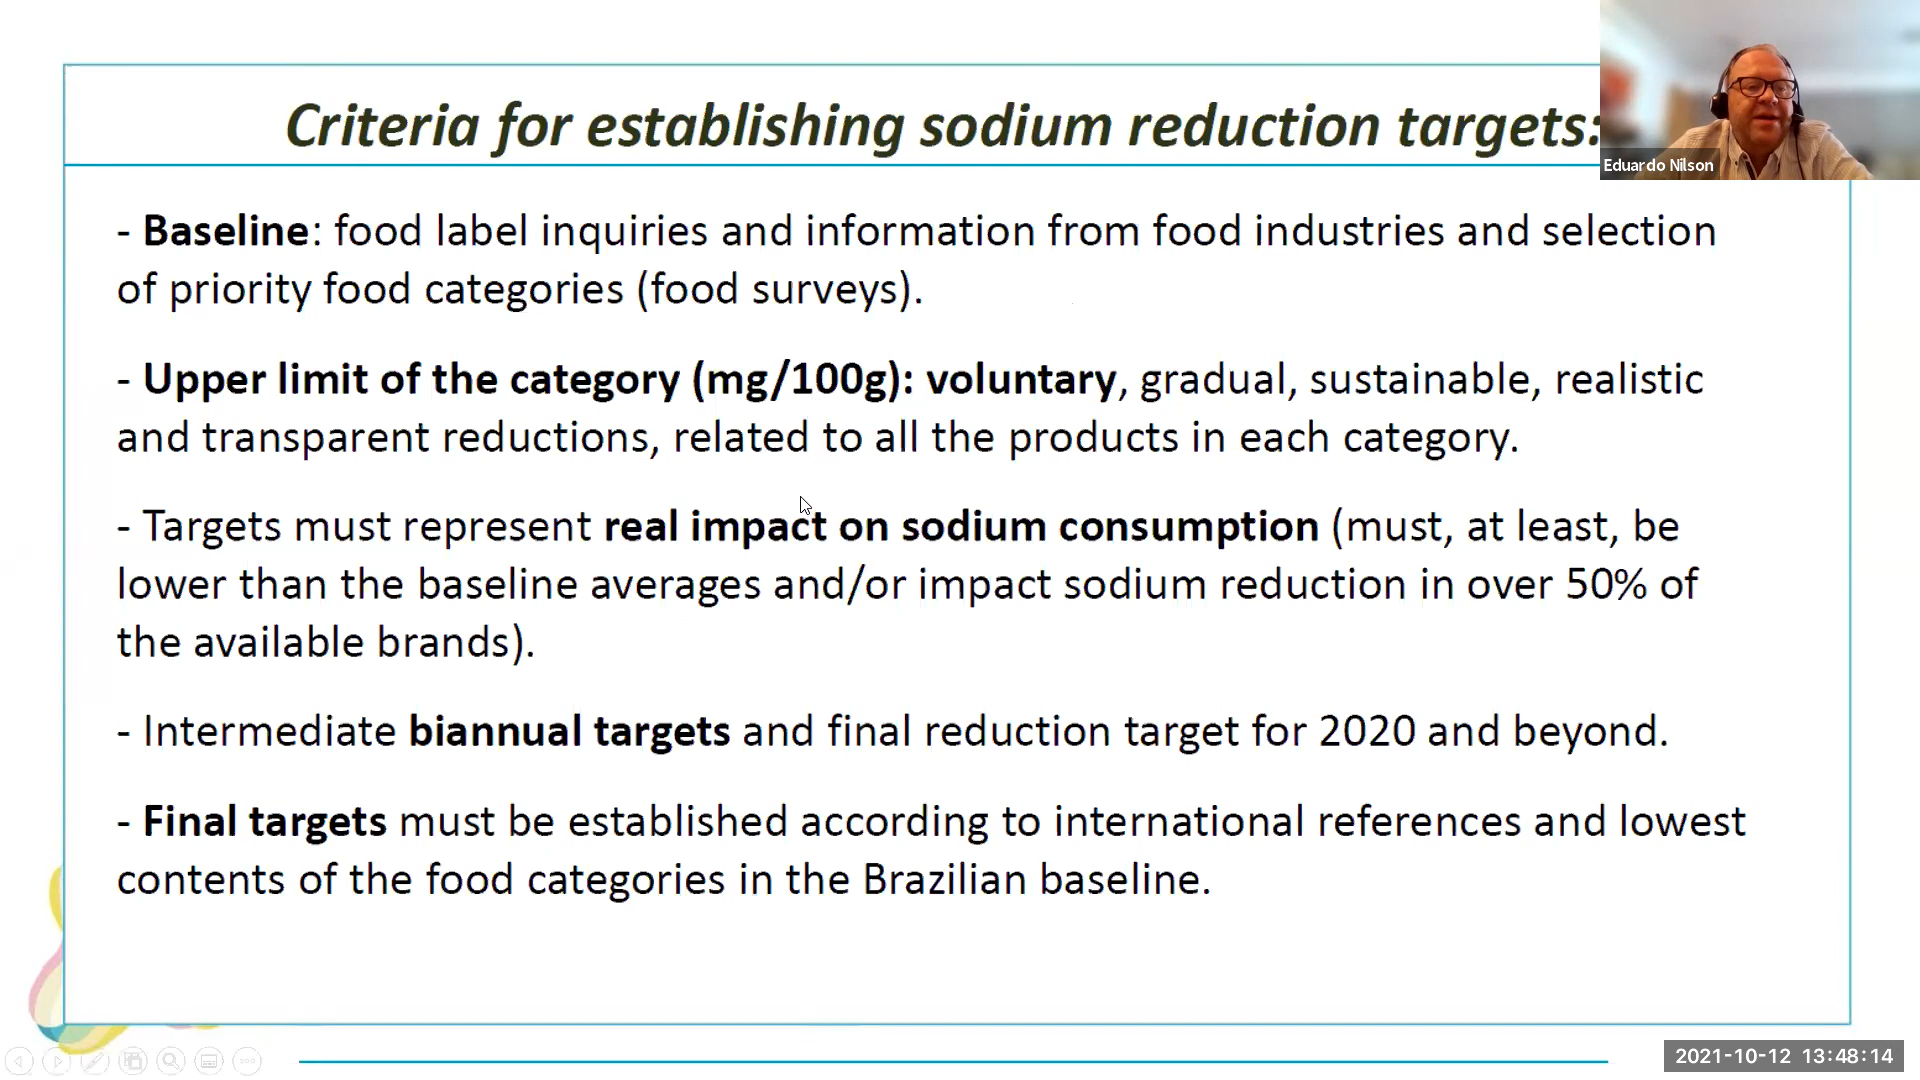 Criteria for establishing sodium reduction targets:
Eduardo Nilson
- Baseline: food label inquiries and information from food industries and selection
of priority food categories (food surveys).
- Upper limit of the category (mg/100g): voluntary, gradual, sustainable, realistic
and transparent reductions, related to all the products in each category.
- Targets must represent real impact on sodium consumption (must, at least, be
lower than the baseline averages and/or impact sodium reduction in over 50% of
the available brands).
- Intermediate biannual targets and final reduction target for 2020 and beyond.
- Final targets must be established according to international references and lowest
contents of the food categories in the Brazilian baseline.
2021-10-12 13:48:14